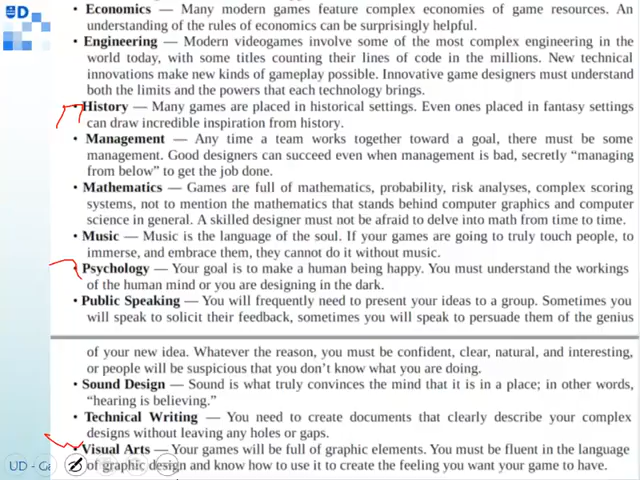 UD
• Economics — Many modern games feature complex economies of game resources. An
understanding of the rules of economics can be surprisingly helpful.
• Engineering — Modern videogames involve some of the most complex engineering in the
world today, with some titles counting their lines of code in the millions. New technical
innovations make new kinds of gameplay possible. Innovative game designers must understand
both the limits and the powers that each technology brings.
• History — Many games are placed in historical settings. Even ones placed in fantasy settings
can draw incredible inspiration from history.
• Management — Any time a team works together toward a goal, there must be some
management. Good designers can succeed even when management is bad, secretly “managing
from below” to get the job done.
• Mathematics — Games are full of mathematics, probability, risk analyses, complex scoring
systems, not to mention the mathematics that stands behind computer graphics and computer
science in general. A skilled designer must not be afraid to delve into math from time to time.
• Music — Music is the language of the soul. If your games are going to truly touch people, to
immerse, and embrace them, they cannot do it without music.
• Psychology — Your goal is to make a human being happy. You must understand the workings
of the human mind or you are designing in the dark.
• Public Speaking — You will frequently need to present your ideas to a group. Sometimes you
will speak to solicit their feedback, sometimes you will speak to persuade them of the genius
of your new idea. Whatever the reason, you must be confident, clear, natural, and interesting,
or people will be suspicious that you don’t know what you are doing.
• Sound Design — Sound is what truly convinces the mind that it is in a place; in other words,
“hearing is believing.”
• Technical Writing — You need to create documents that clearly describe your complex
designs without leaving any holes or gaps.
• Visual Arts — Your games will be full of graphic elements. You must be fluent in the language
of graphic design and know how to use it to create the feeling you want your game to have.
UD - Ga